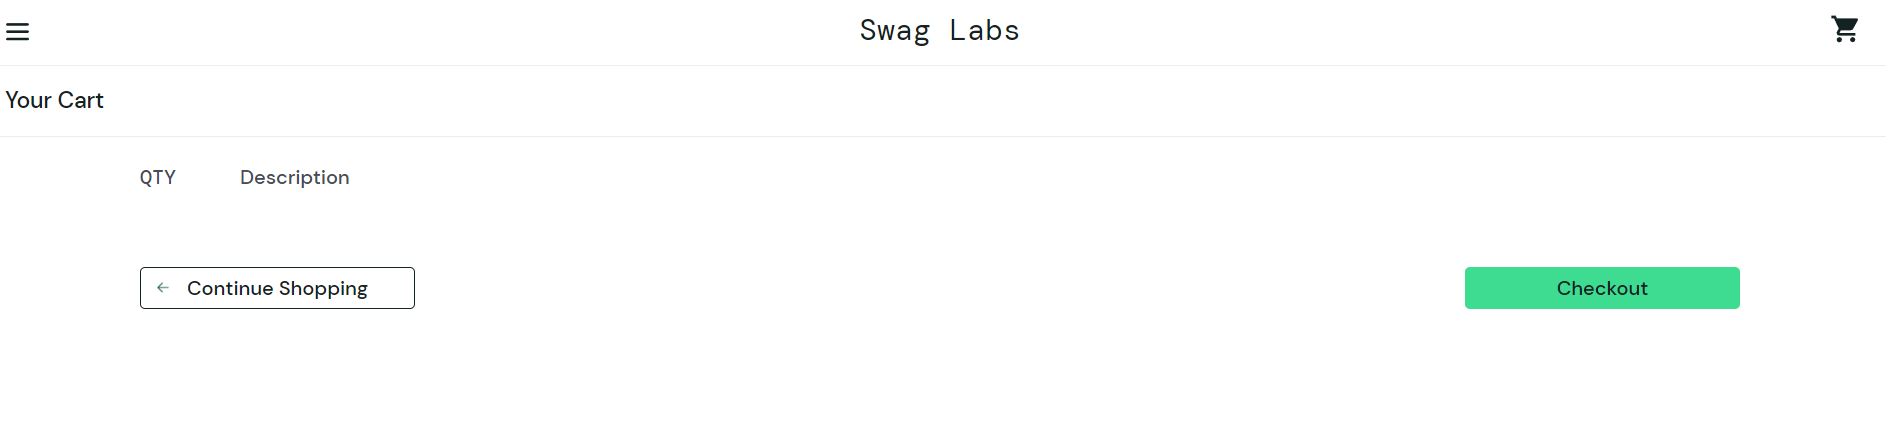 Swag Labs
Your Cart
QTY Description
Continue Shopping
Checkout